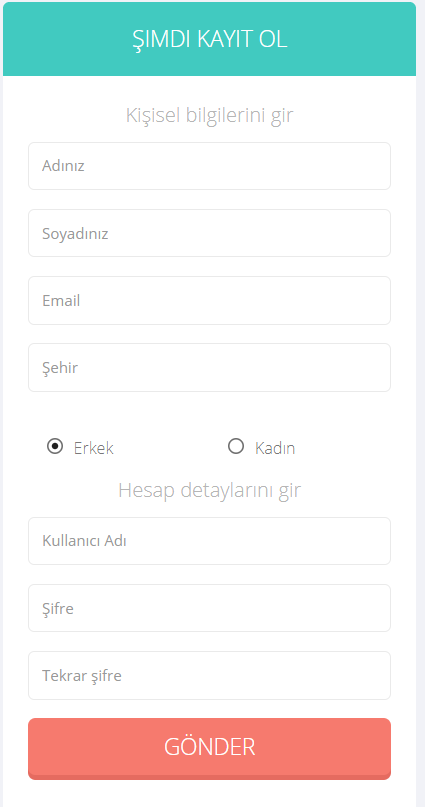 ŞIMDI KAYIT OL
Kişisel bilgilerini gir
Adınız
Soyadınız
Email
Şehir
Erkek Kadın
Hesap detaylarını gir
Kullanıcı Adı
Şifre
Tekrar şifre
GÖNDER